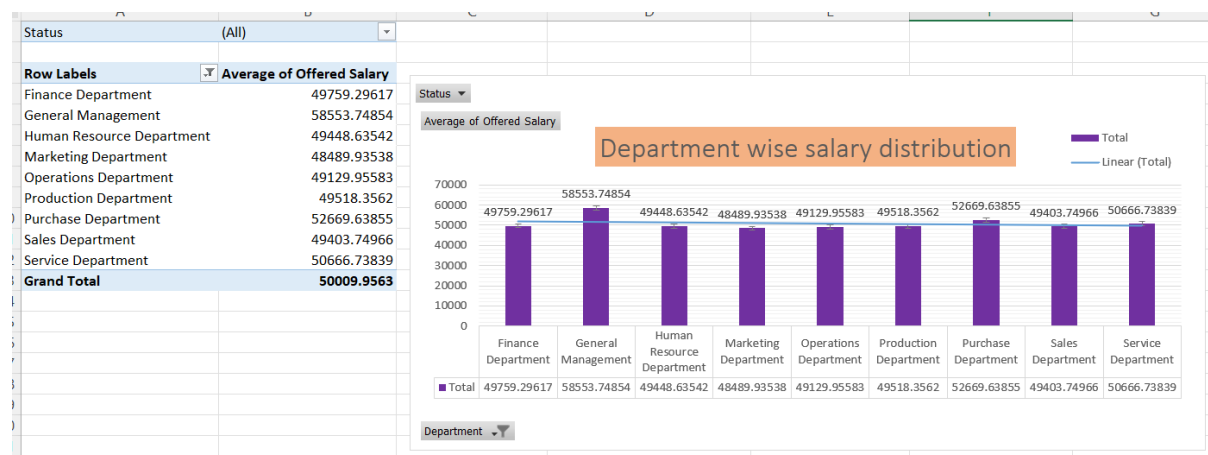 Status (All)
Row Labels Average of Offered Salary
Finance Department 49759.29617
General Management 58553.74854
Human Resource Department 49448.63542
Marketing Department 48489.93538
Operations Department 49129.95583
Production Department 49518.3562
Purchase Department 52669.63855
Sales Department 49403.74966
Service Department 50666.73839
Grand Total 50009.9563
Status
Average of Offered Salary
Department wise salary distribution
Total
Linear (Total)
70000
60000
50000
40000
30000
20000
10000
0
49759.29617 58553.74854 49448.63542 48489.93538 49129.95583 49518.3562 52669.63855 49403.74966 50666.73839
Finance Department
General Management
Human Resource Department
Marketing Department
Operations Department
Production Department
Purchase Department
Sales Department
Service Department
Total 49759.29617 58553.74854 49448.63542 48489.93538 49129.95583 49518.3562 52669.63855 49403.74966 50666.73839
Department